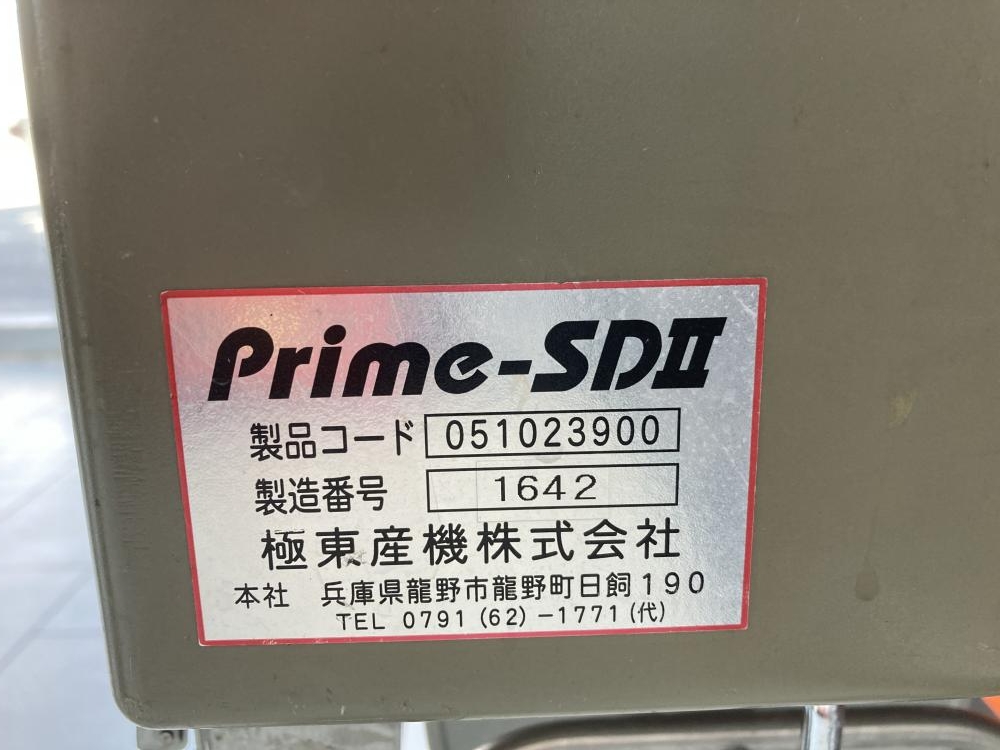 Prime-SDII
製品コード 051023900
製造番号 1642
極東産機株式会社
本社 兵庫県龍野市龍野町日飼190
TEL 0791(62)-1771(代)